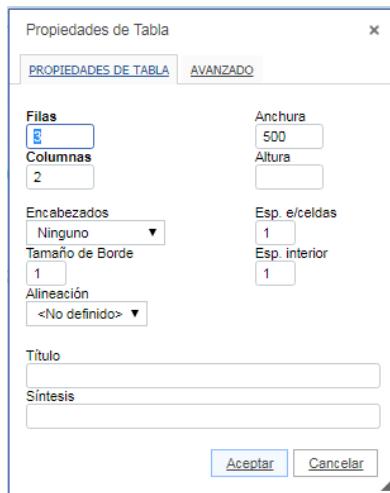 Propiedades de Tabla ×
PROPIEDADES DE TABLA AVANZADO
Filas Anchura
3 500
Columnas Altura
2
Encabezados Esp. e/celdas
Ninguno 1
Tamaño de Borde Esp. interior
1 1
Alineación
<No definido>
Título
Síntesis
Aceptar Cancelar